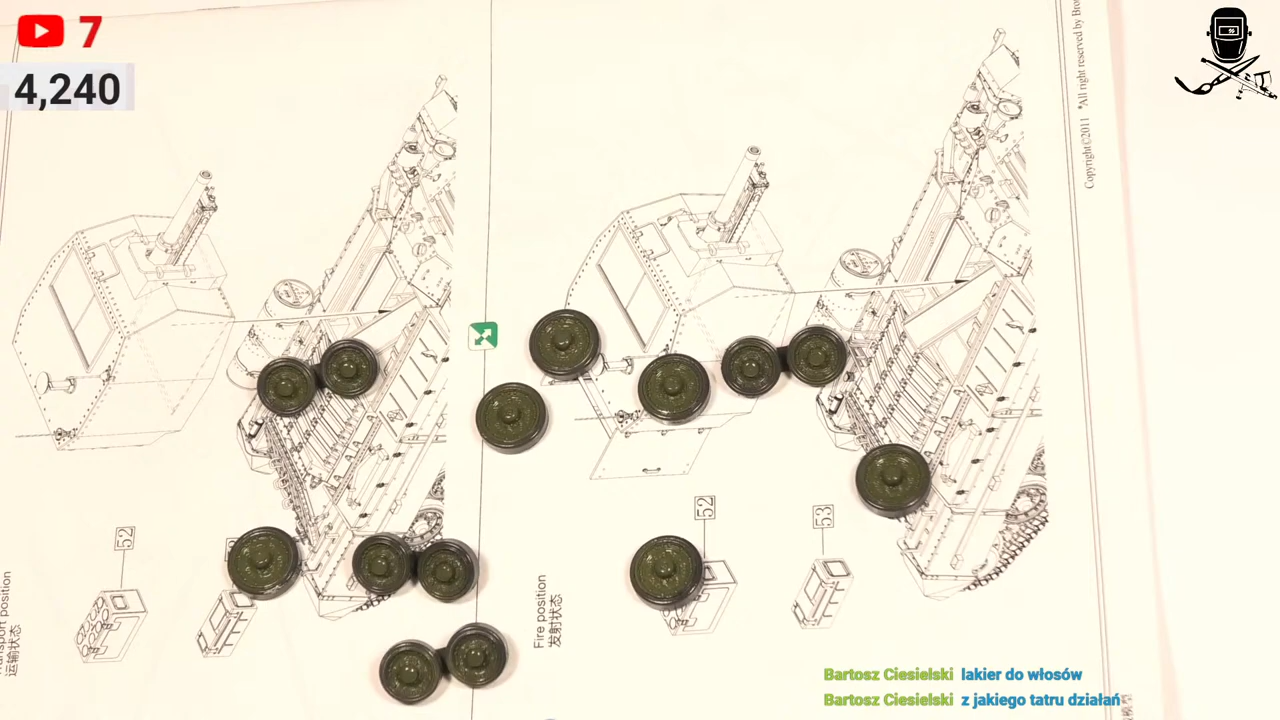 7
4,240
Copyright©2011 *All right reserved by
52
52
53
position
运输状态
Fire position
发射状态
Bartosz Ciesielski lakier do włosów
Bartosz Ciesielski z jakiego tatru działań